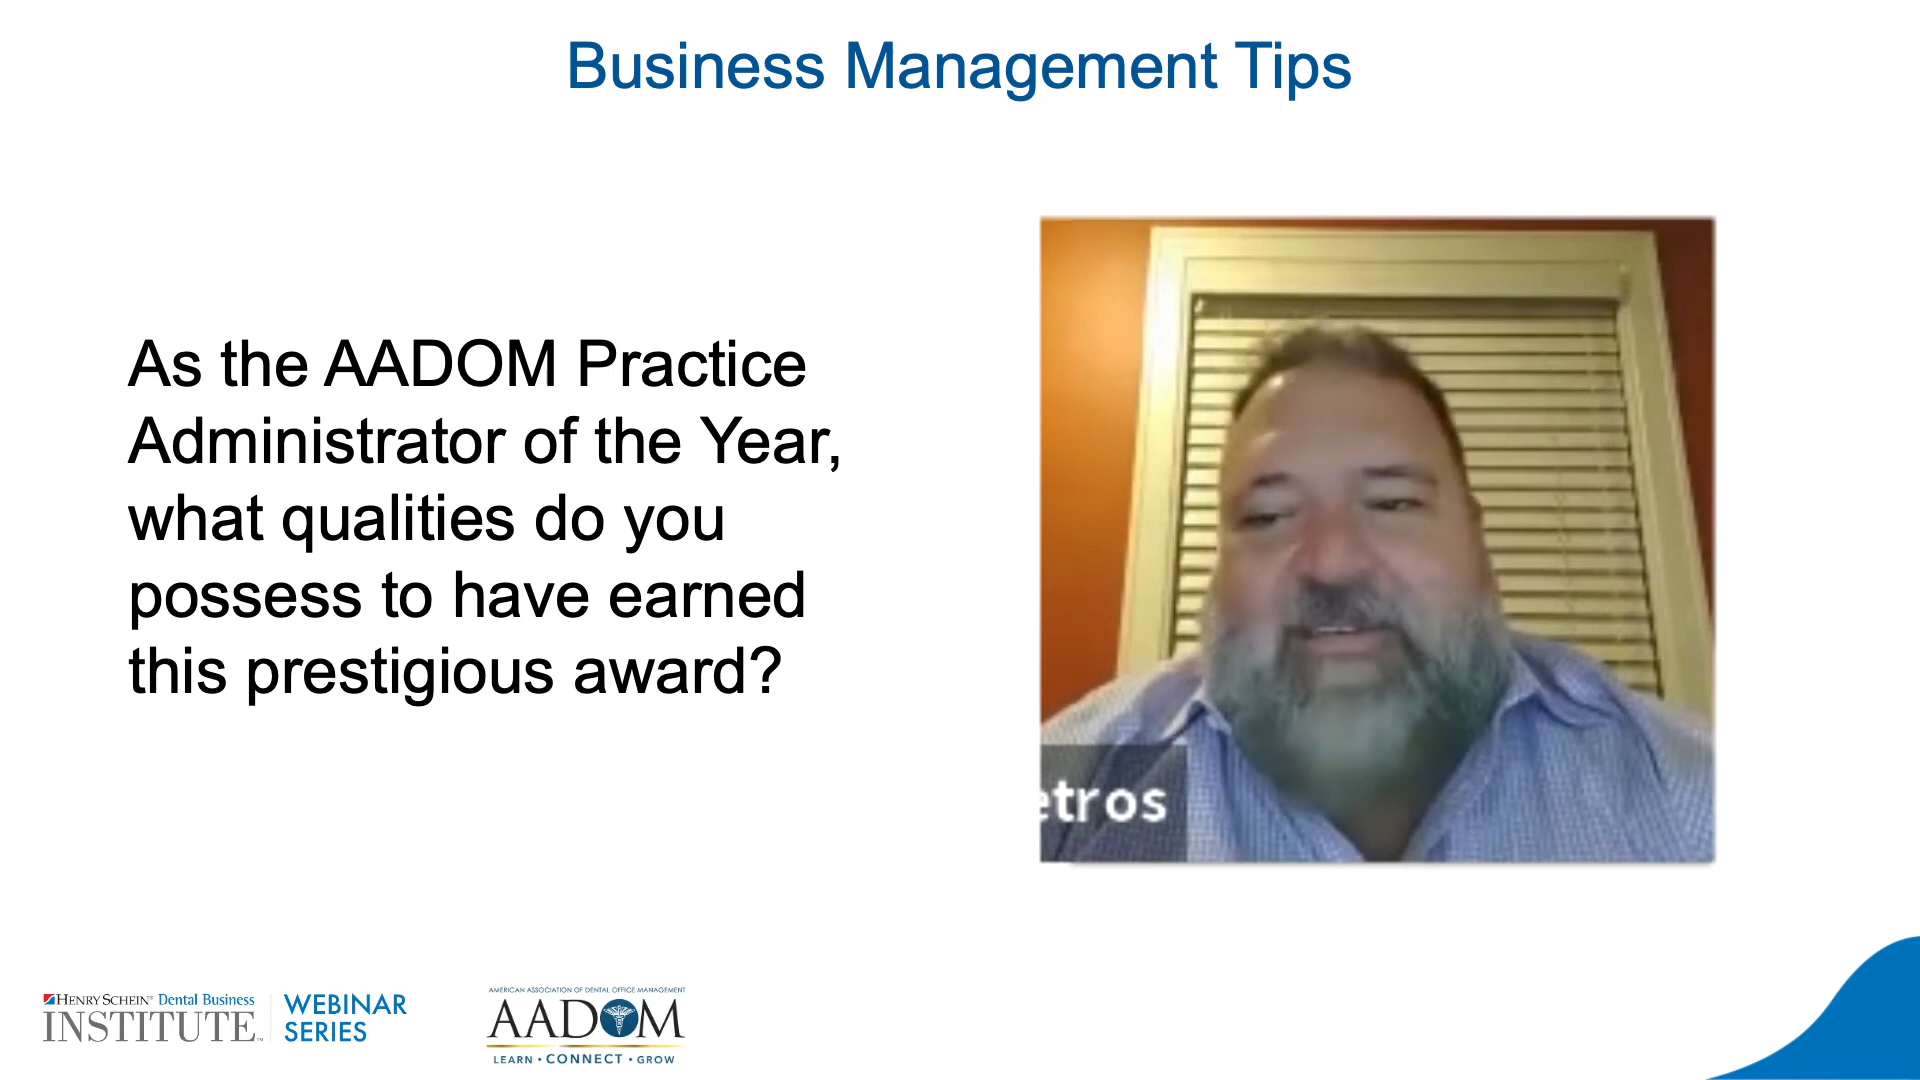 Business Management Tips
As the AADOM Practice
Administrator of the Year,
what qualities do you
possess to have earned
this prestigious award?
etros
HENRY SCHEIN® Dental Business
INSTITUTE™
WEBINAR
SERIES
AMERICAN ASSOCIATION OF DENTAL OFFICE MANAGEMENT
AADOM
LEARN • CONNECT • GROW